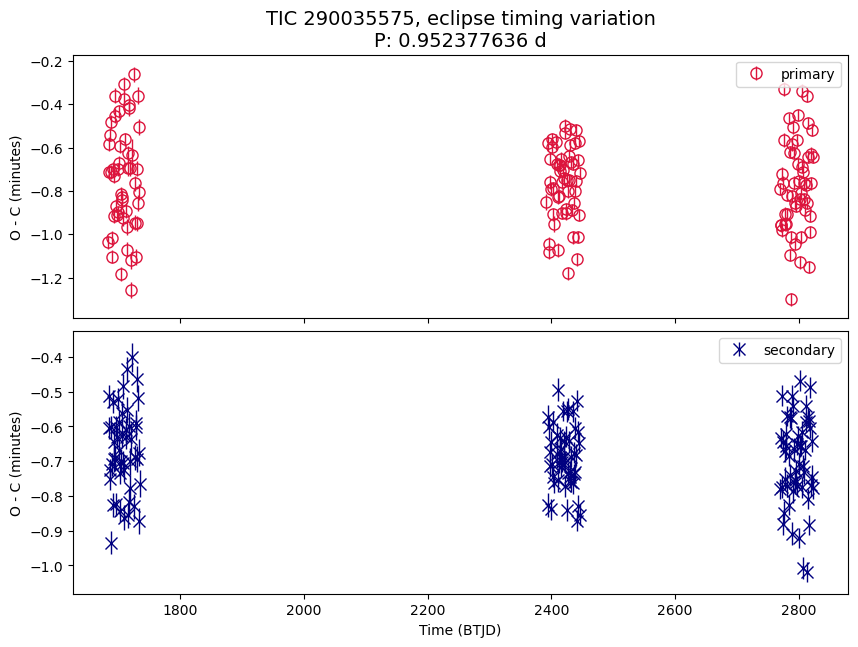 TIC 290035575, eclipse timing variation
P: 0.952377636 d
−0.2
−0.4
−0.6
−0.8
−1.0
−1.2
O - C (minutes)
primary
−0.4
−0.5
−0.6
−0.7
−0.8
−0.9
−1.0
O - C (minutes)
secondary
1800
2000
2200
2400
2600
2800
Time (BTJD)